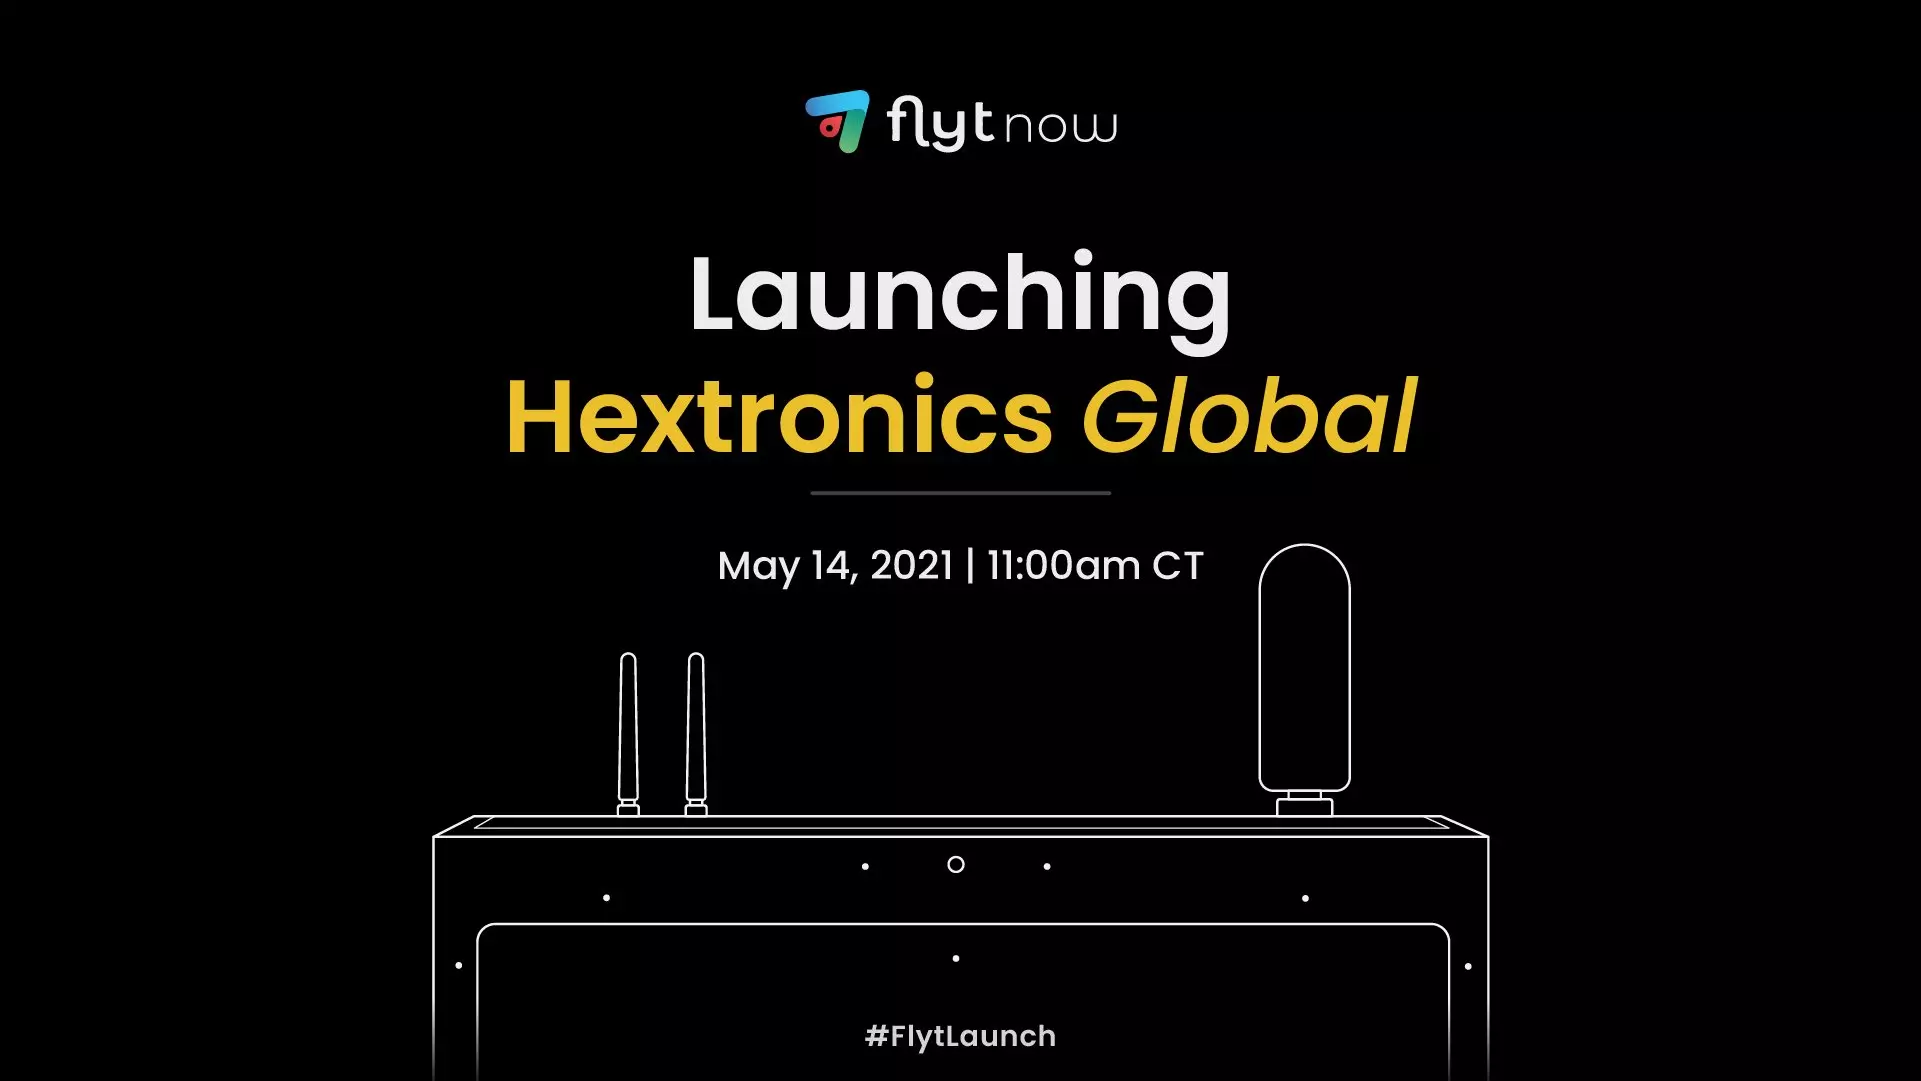 flytnow
Launching
Hextronics Global
May 14, 2021 | 11:00am CT
#FlytLaunch